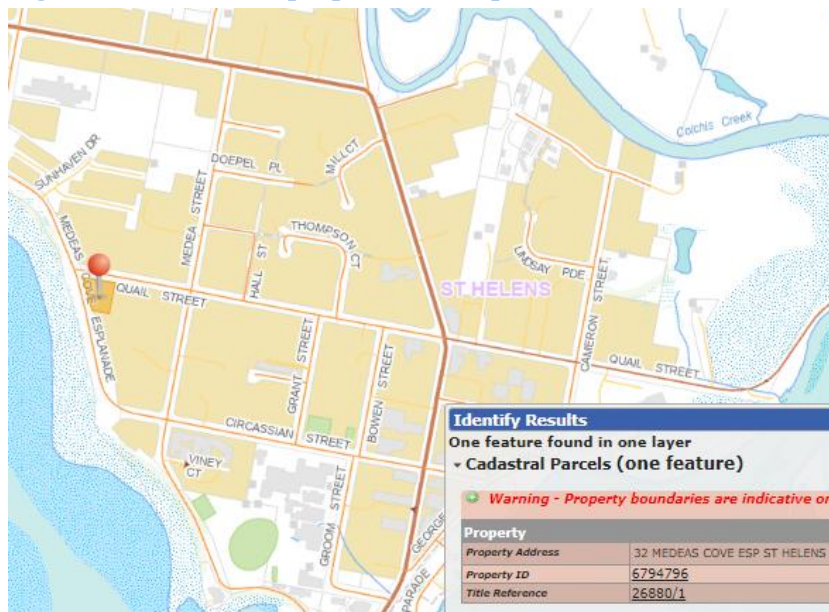 Colchis Creek
SUNHAVEN DR
DOEPEL PL
MILL CT
MEDEA STREET
HALL ST
THOMPSON CT
LINDSAY PDE
MEDEAS COVE ESPLANADE
QUAIL STREET
ST HELENS
CAMERON STREET
QUAIL STREET
GRANT STREET
BOWEN STREET
CIRCASSIAN STREET
VINEY
CT
GROOM STREET
GEORGE
PARADE
Identify Results
One feature found in one layer
Cadastral Parcels (one feature)
Warning - Property boundaries are indicative on
Property
Property Address 32 MEDEAS COVE ESP ST HELENS
Property ID 6794796
Title Reference 26880/1